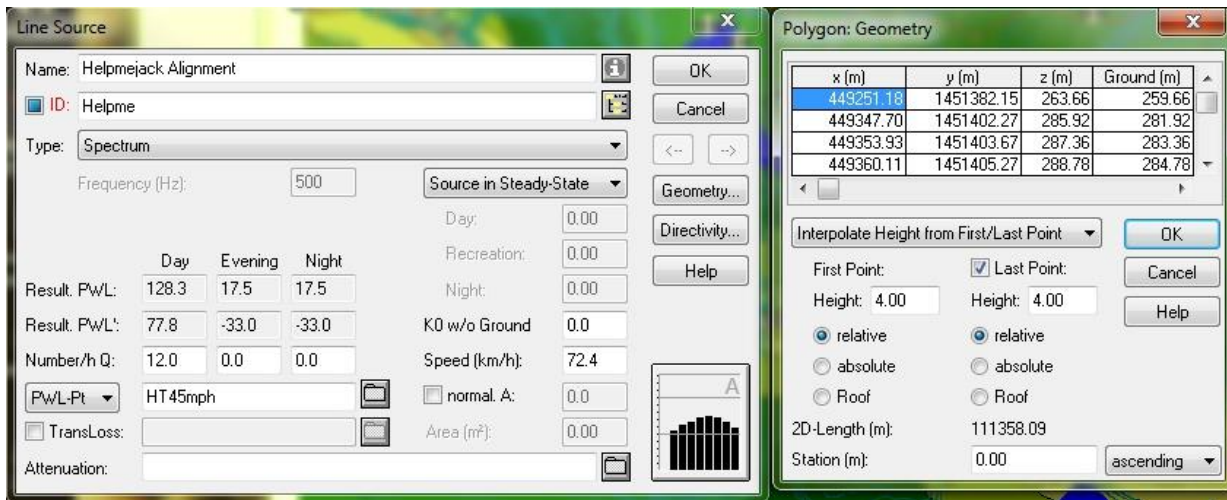 Line Source
Name: Helpmejack Alignment
OK
ID: Helpme
Cancel
Type: Spectrum
<-- -->
Frequency (Hz): 500 Source in Steady-State
Geometry...
Day: 0.00
Directivity...
Day Evening Night Recreation: 0.00
Help
Result. PWL: 128.3 17.5 17.5 Night: 0.00
Result. PWL': 77.8 -33.0 -33.0 K0 w/o Ground 0.0
Number/h Q: 12.0 0.0 0.0 Speed (km/h): 72.4
PWL-Pt HT45mph normal. A: 0.0
A
TransLoss: Area (m²): 0.00
Attenuation:
Polygon: Geometry
x (m) y (m) z (m) Ground (m)
449251.18 1451382.15 263.66 259.66
449347.70 1451402.27 285.92 281.92
449353.93 1451403.67 287.36 283.36
449360.11 1451405.27 288.78 284.78
Interpolate Height from First/Last Point OK
First Point: Last Point: Cancel
Height: 4.00 Height: 4.00 Help
relative relative
absolute absolute
Roof Roof
2D-Length (m): 111358.09
Station (m): 0.00 ascending